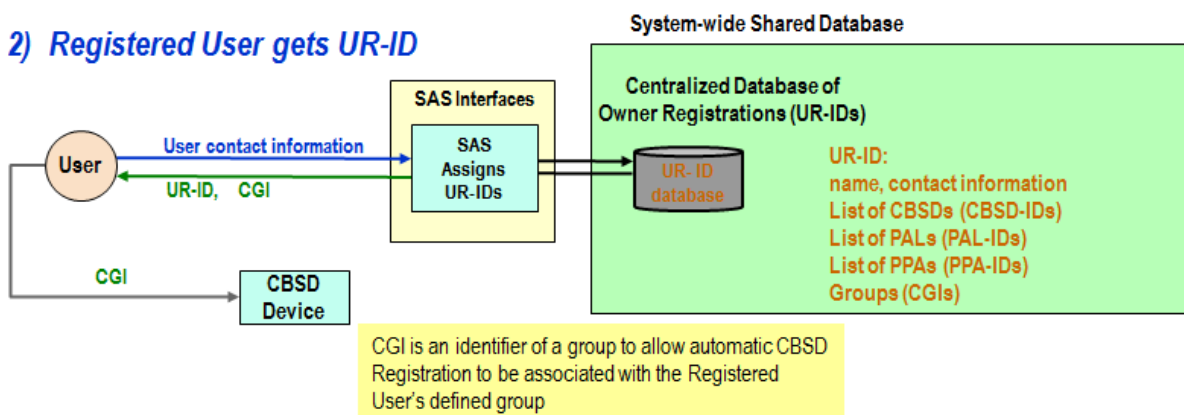 System-wide Shared Database
2) Registered User gets UR-ID
Centralized Database of
Owner Registrations (UR-IDs)
SAS Interfaces
User
User contact information
UR-ID, CGI
SAS
Assigns
UR-IDs
UR- ID
database
UR-ID:
name, contact information
List of CBSDs (CBSD-IDs)
List of PALs (PAL-IDs)
List of PPAs (PPA-IDs)
Groups (CGIs)
CGI
CBSD
Device
CGI is an identifier of a group to allow automatic CBSD
Registration to be associated with the Registered
User's defined group